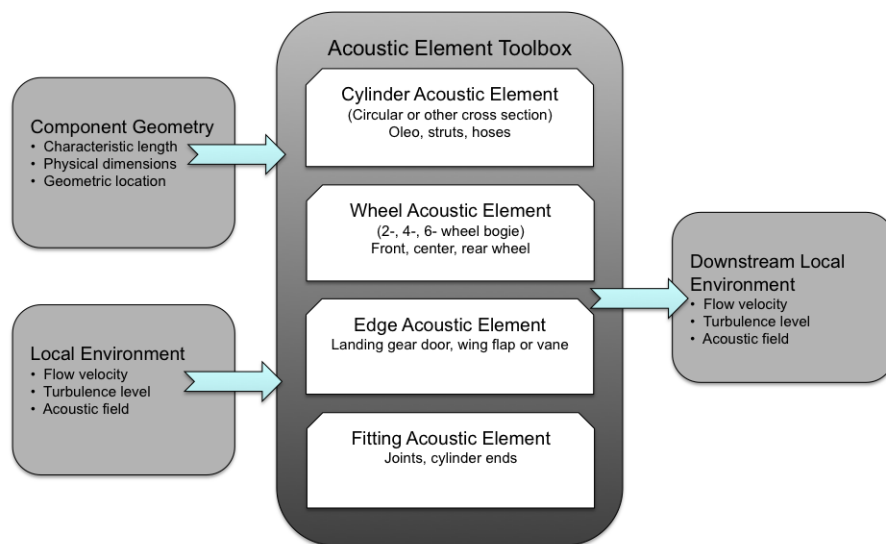 Acoustic Element Toolbox
Component Geometry
• Characteristic length
• Physical dimensions
• Geometric location
Local Environment
• Flow velocity
• Turbulence level
• Acoustic field
Cylinder Acoustic Element
(Circular or other cross section)
Oleo, struts, hoses
Wheel Acoustic Element
(2-, 4-, 6- wheel bogie)
Front, center, rear wheel
Edge Acoustic Element
Landing gear door, wing flap or vane
Fitting Acoustic Element
Joints, cylinder ends
Downstream Local
Environment
• Flow velocity
• Turbulence level
• Acoustic field